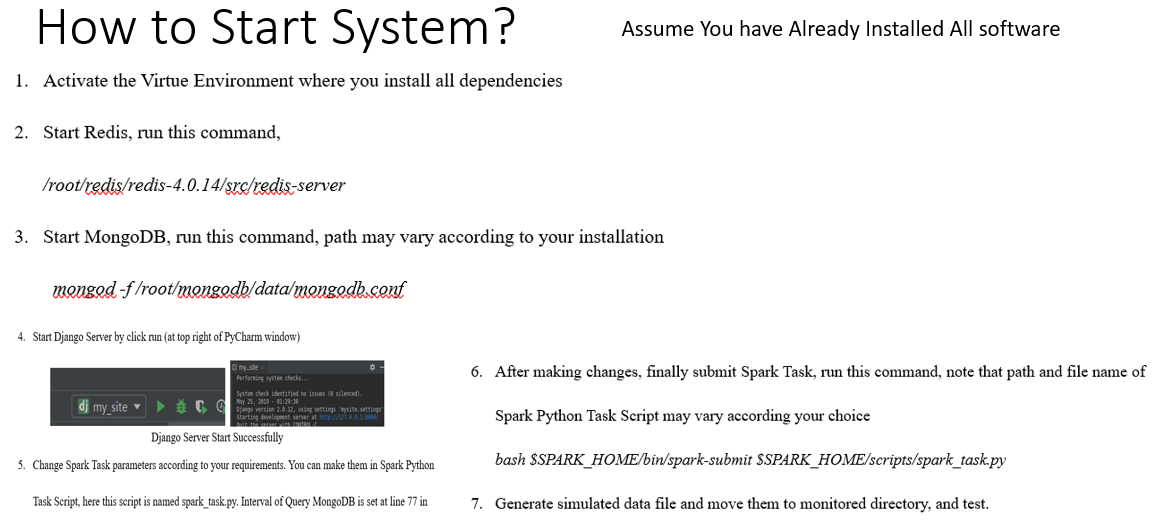 How to Start System?
Assume You have Already Installed All software
1. Activate the Virtue Environment where you install all dependencies
2. Start Redis, run this command,
/root/redis/redis-4.0.14/src/redis-server
3. Start MongoDB, run this command, path may vary according to your installation
mongod -f /root/mongodb/data/mongodb.conf
4. Start Django Server by click run (at top right of PyCharm window)
dj my_site
my_site
Performing system checks...
System check identified no issues (0 silenced).
May 25, 2019 - 01:29:38
Django version 2.0.12, using settings 'mysite.settings'
Starting development server at http://127.0.0.1:8000/
Quit the server with CONTROL-C
Django Server Start Successfully
5. Change Spark Task parameters according to your requirements. You can make them in Spark Python
Task Script, here this script is named spark_task.py. Interval of Query MongoDB is set at line 77 in
6. After making changes, finally submit Spark Task, run this command, note that path and file name of
Spark Python Task Script may vary according your choice
bash $SPARK_HOME/bin/spark-submit $SPARK_HOME/scripts/spark_task.py
7. Generate simulated data file and move them to monitored directory, and test.